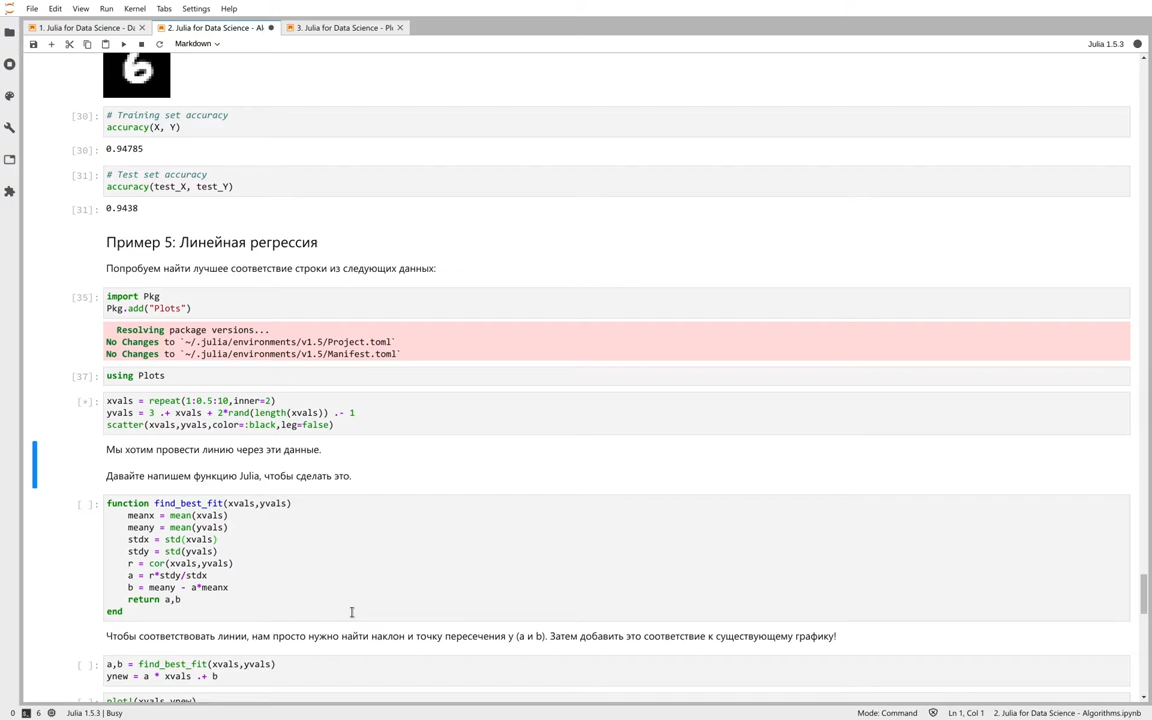 File Edit View Run Kernel Tabs Settings Help
1. Julia for Data Science - Da
2. Julia for Data Science - Al
3. Julia for Data Science - Plo
Markdown
Julia 1.5.3
6
[30]: # Training set accuracy
accuracy(X, Y)
[30]: 0.94785
[31]: # Test set accuracy
accuracy(test_X, test_Y)
[31]: 0.9438
Пример 5: Линейная регрессия
Попробуем найти лучшее соответствие строки из следующих данных:
[35]: import Pkg
Pkg.add("Plots")
Resolving package versions...
No Changes to `~/.julia/environments/v1.5/Project.toml`
No Changes to `~/.julia/environments/v1.5/Manifest.toml`
[37]: using Plots
[*]: xvals = repeat(1:0.5:10,inner=2)
yvals = 3 .+ xvals + 2*rand(length(xvals)) .- 1
scatter(xvals,yvals,color=:black,leg=false)
Мы хотим провести линию через эти данные.
Давайте напишем функцию Julia, чтобы сделать это.
[ ]: function find_best_fit(xvals,yvals)
meanx = mean(xvals)
meany = mean(yvals)
stdx = std(xvals)
stdy = std(yvals)
r = cor(xvals,yvals)
a = r*stdy/stdx
b = meany - a*meanx
return a,b
end
Чтобы соответствовать линии, нам просто нужно найти наклон и точку пересечения y (a и b). Затем добавить это соответствие к существующему графику!
[ ]: a,b = find_best_fit(xvals,yvals)
ynew = a * xvals .+ b
[ ]: plot!(xvals,ynew)
0 6 Julia 1.5.3 | Busy
Mode: Command Ln 1, Col 1 2. Julia for Data Science - Algorithms.ipynb